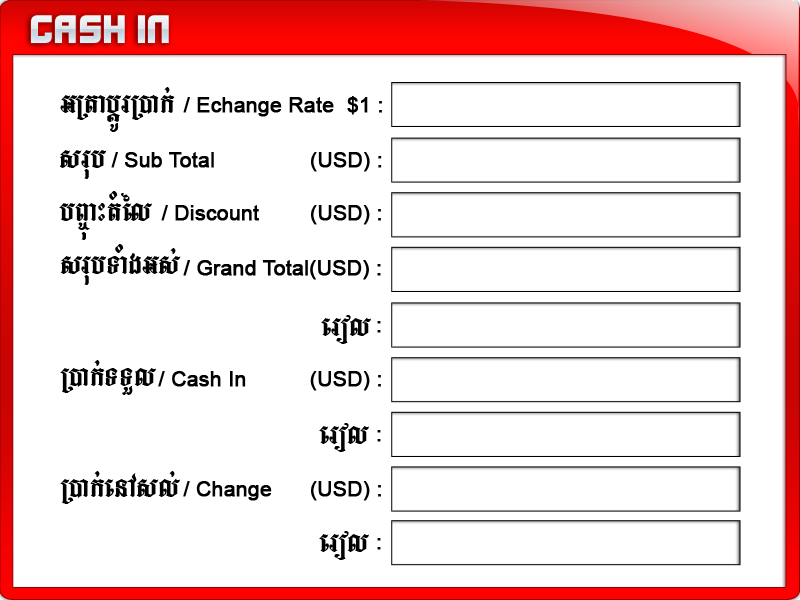 CASH IN
អត្រាប្តូរប្រាក់ / Echange Rate $1 :
សរុប / Sub Total (USD) :
បញ្ចុះតំលៃ / Discount (USD) :
សរុបទាំងអស់ / Grand Total(USD) :
រៀល :
ប្រាក់ទទួល / Cash In (USD) :
រៀល :
ប្រាក់នៅសល់ / Change (USD) :
រៀល :